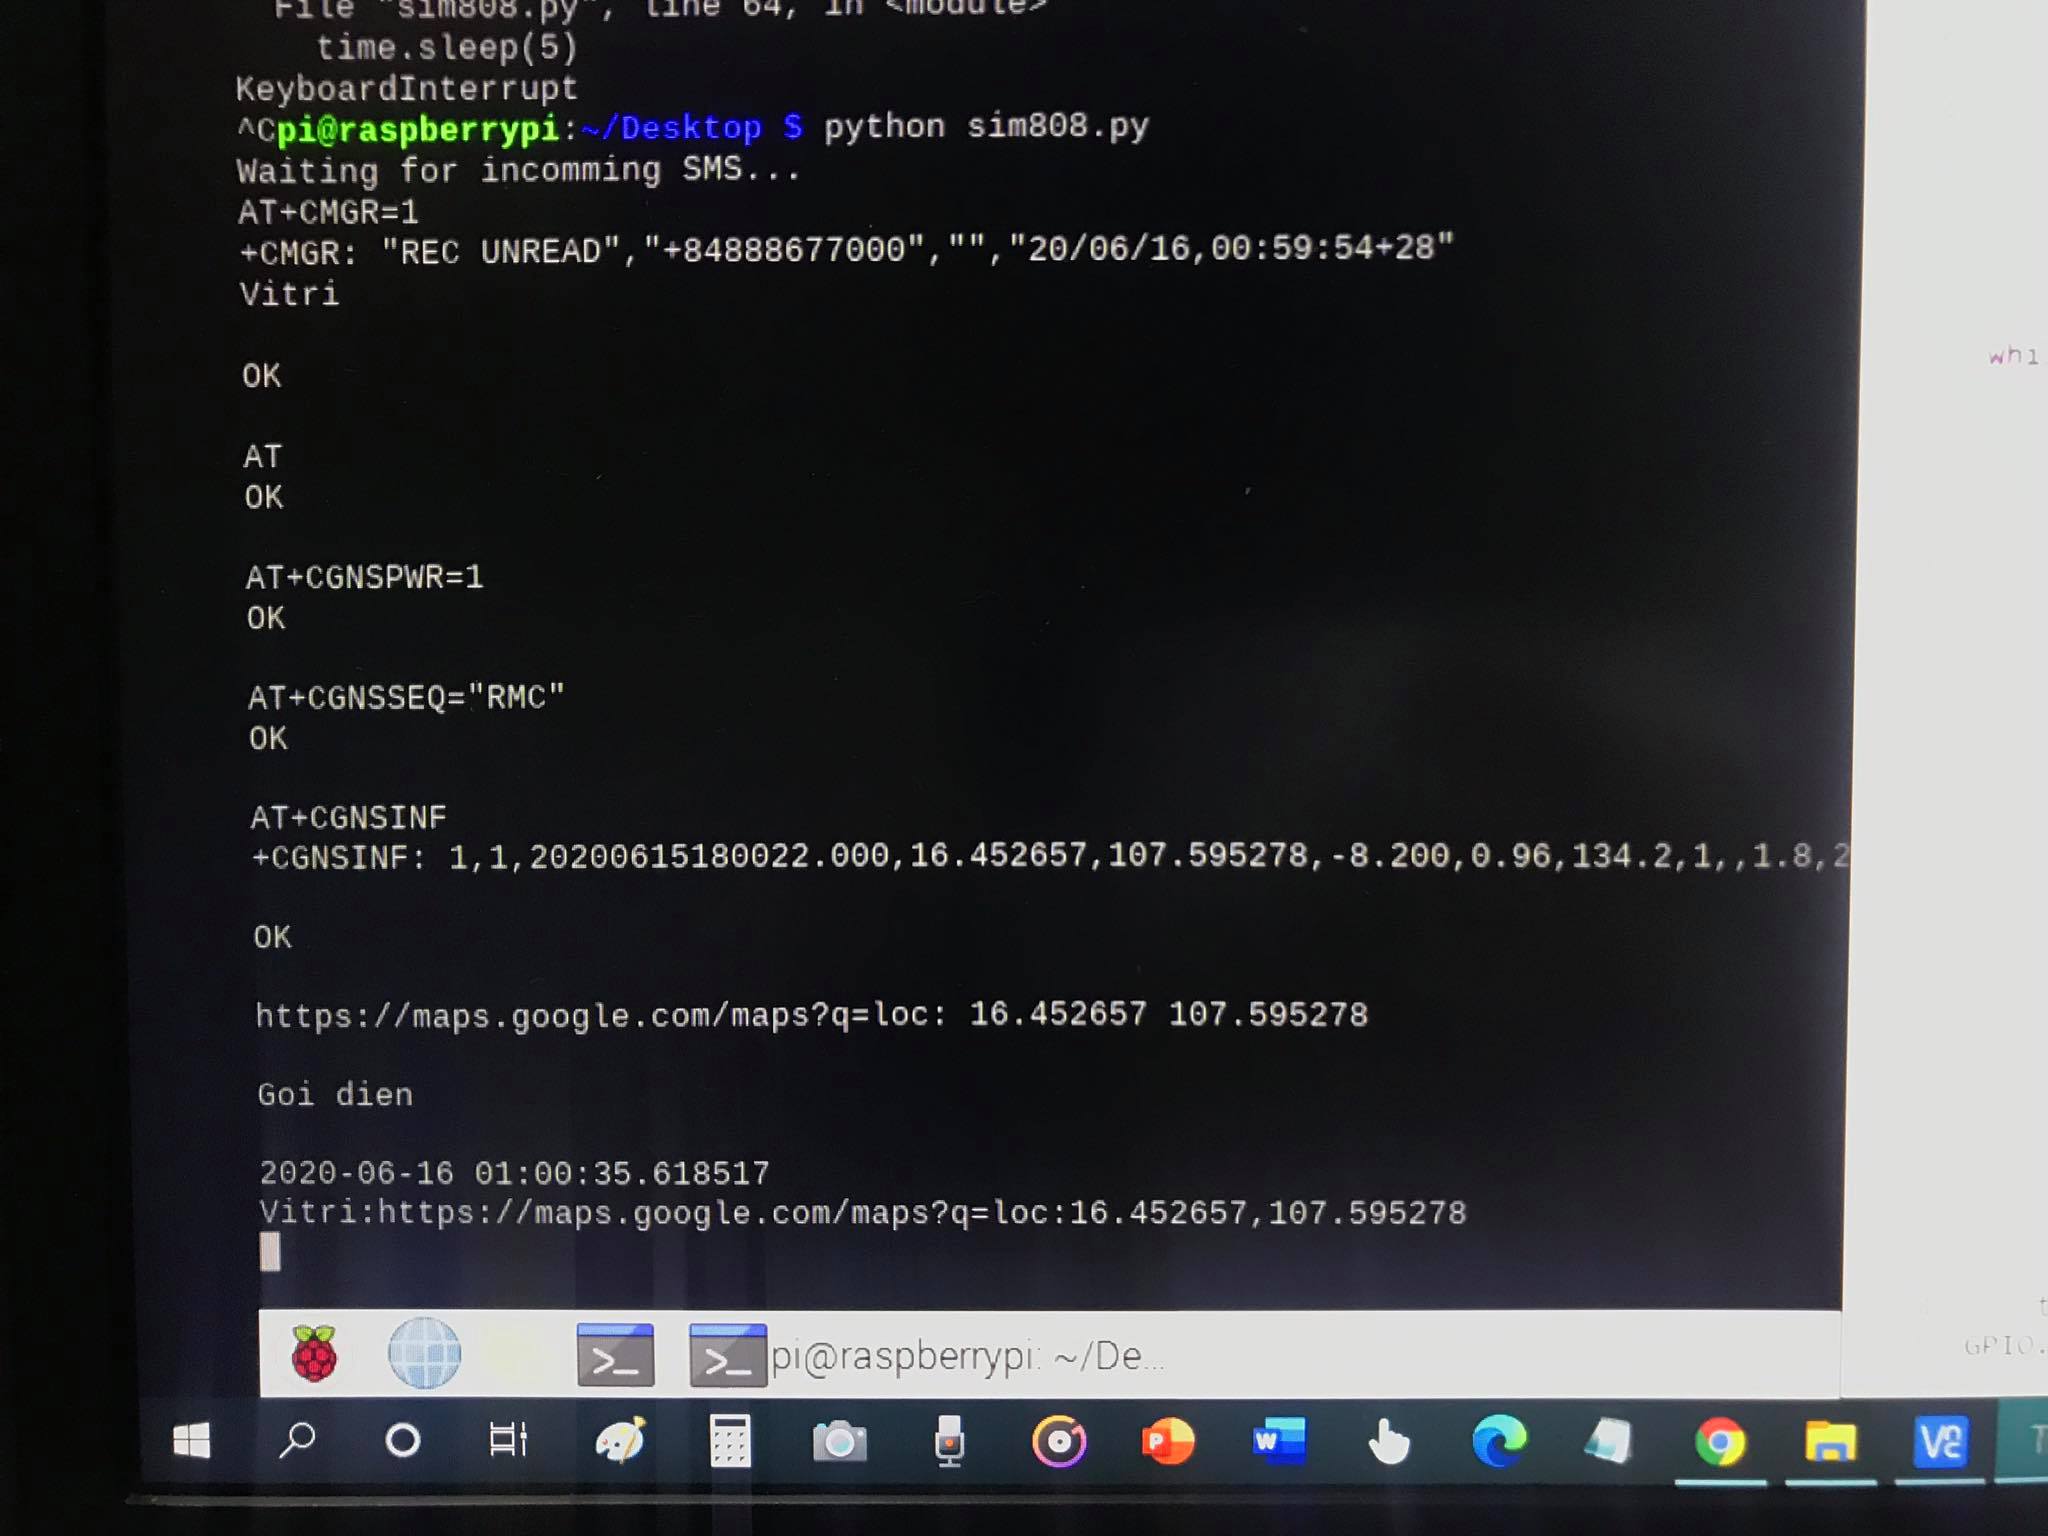 File "sim808.py", line 64, in <module>
time.sleep(5)
KeyboardInterrupt
^Cpi@raspberrypi:~/Desktop $ python sim808.py
Waiting for incomming SMS...
AT+CMGR=1
+CMGR: "REC UNREAD","+84888677000","","20/06/16,00:59:54+28"
Vitri
OK
AT
OK
AT+CGNSPWR=1
OK
AT+CGNSSEQ="RMC"
OK
AT+CGNSINF
+CGNSINF: 1,1,20200615180022.000,16.452657,107.595278,-8.200,0.96,134.2,1,,1.8,2
OK
https://maps.google.com/maps?q=loc: 16.452657 107.595278
Goi dien
2020-06-16 01:00:35.618517
Vitri:https://maps.google.com/maps?q=loc:16.452657,107.595278
pi@raspberrypi: ~/De...
GPIO.